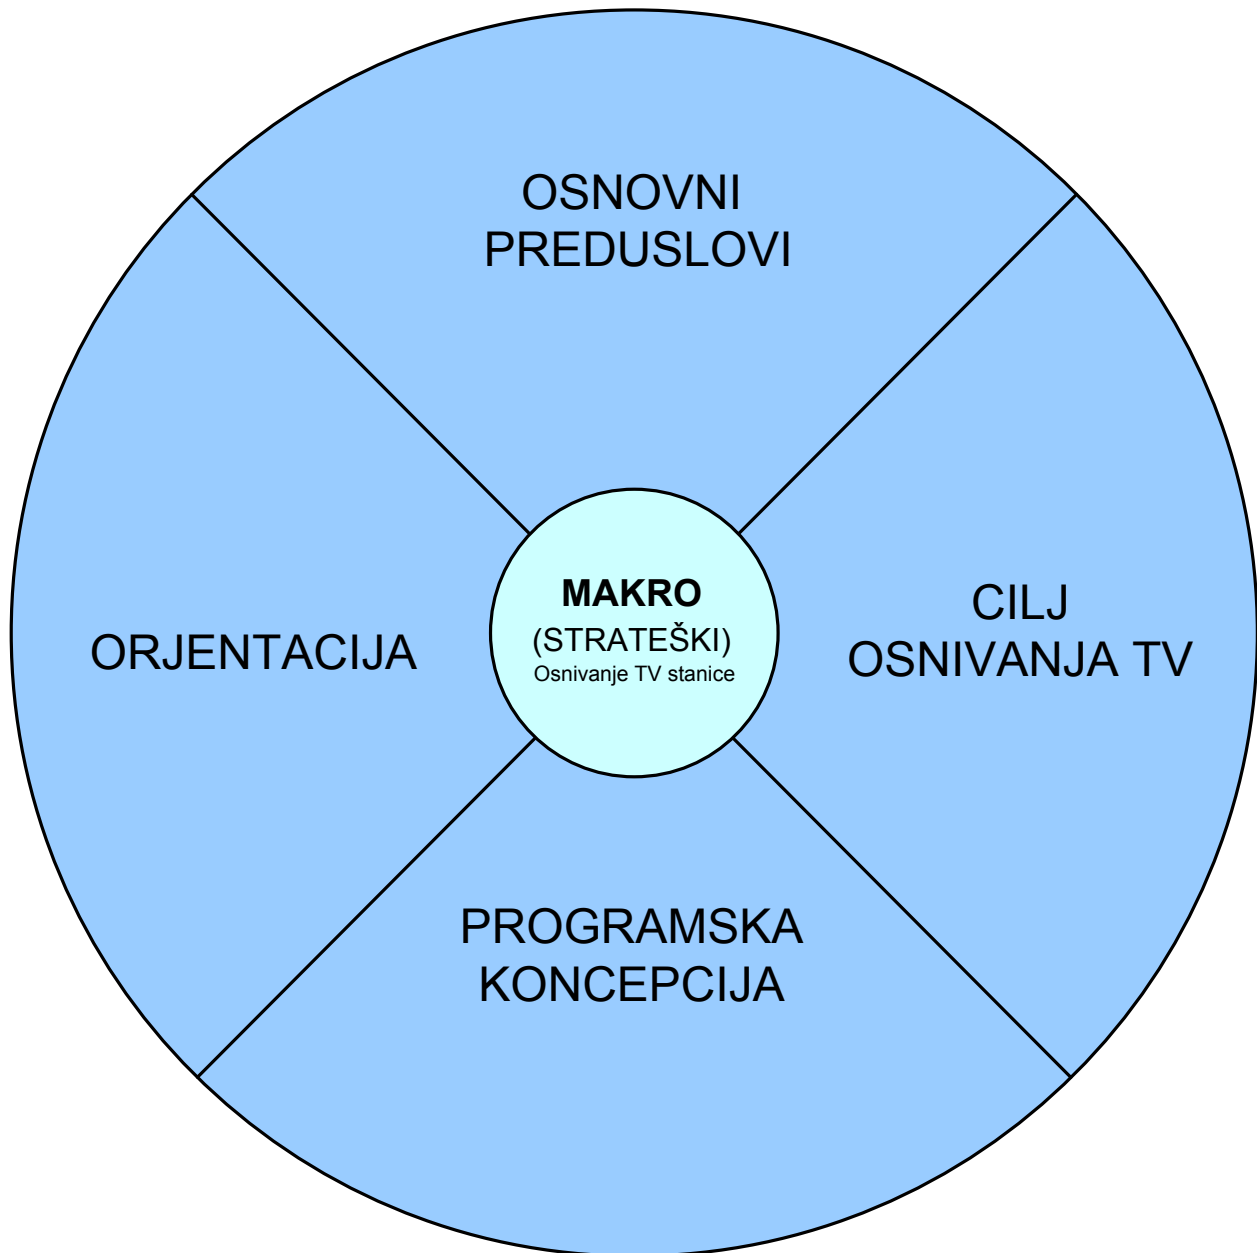 OSNOVNI
PREDUSLOVI
ORJENTACIJA
MAKRO
(STRATEŠKI)
Osnivanje TV stanice
CILJ
OSNIVANJA TV
PROGRAMSKA
KONCEPCIJA